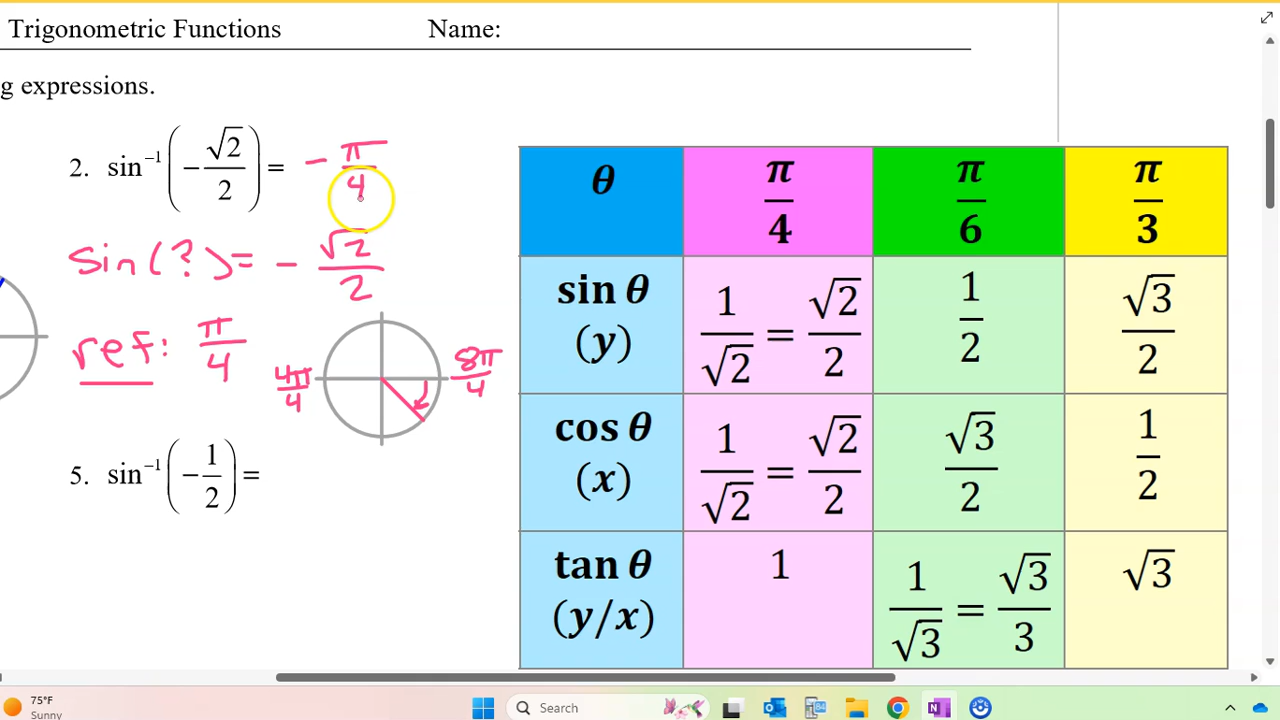 Trigonometric Functions Name:
g expressions.
2. sin⁻¹(-√2/2) = -π/4
sin(?) = -√2/2
ref: π/4
4π/4 8π/4
5. sin⁻¹(-1/2) =
θ π/4 π/6 π/3
sin θ (y) 1/√2 = √2/2 1/2 √3/2
cos θ (x) 1/√2 = √2/2 √3/2 1/2
tan θ (y/x) 1 1/√3 = √3/3 √3
75°F
Sunny
Search